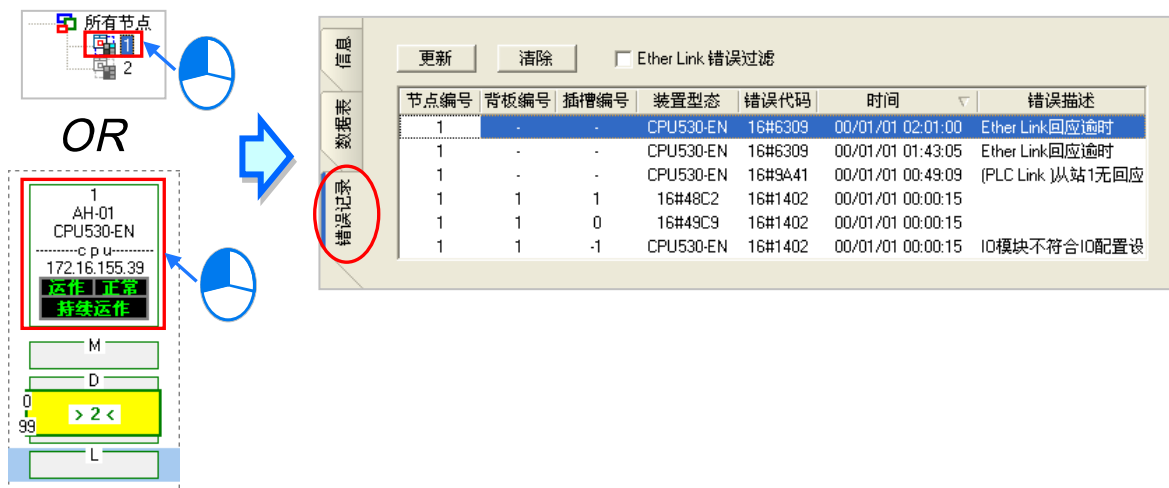 所有节点
1
2
OR
1
AH-01
CPU530-EN
---c p u---
172.16.155.39
运作 正常
持续运作
M
D
0
> 2 <
99
L
信息
数据表
错误记录
更新 清除 Ether Link 错误过滤
节点编号 背板编号 插槽编号 装置型态 错误代码 时间 错误描述
1 - - CPU530-EN 16#6309 00/01/01 02:01:00 Ether Link回应逾时
1 - - CPU530-EN 16#6309 00/01/01 01:43:05 Ether Link回应逾时
1 - - CPU530-EN 16#9A41 00/01/01 00:49:09 (PLC Link )从站1无回应
1 1 1 16#48C2 16#1402 00/01/01 00:00:15
1 1 0 16#49C9 16#1402 00/01/01 00:00:15
1 1 -1 CPU530-EN 16#1402 00/01/01 00:00:15 IO模块不符合IO配置设